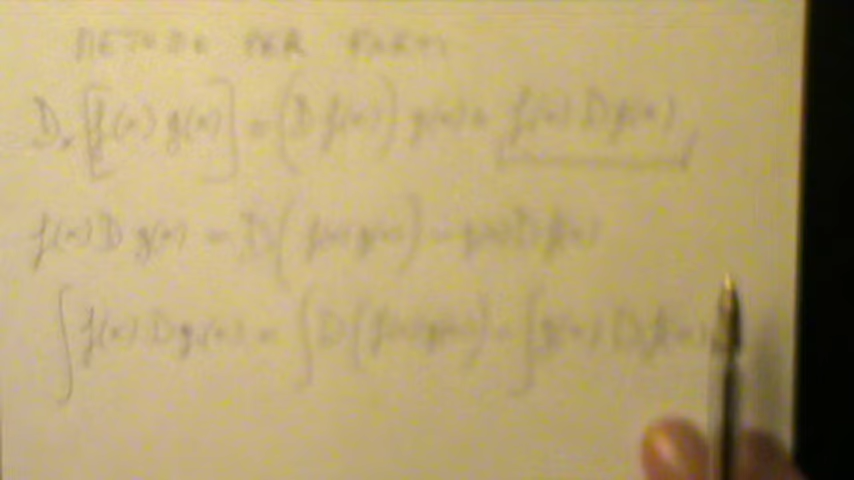 METODO PER PARTI
Dx [f(x) g(x)] = (D f(x)) g(x) + f(x) D g(x)
f(x) D g(x) = D (f(x) g(x)) - g(x) D f(x)
∫ f(x) D g(x) = ∫ D (f(x) g(x)) - ∫ g(x) D f(x)